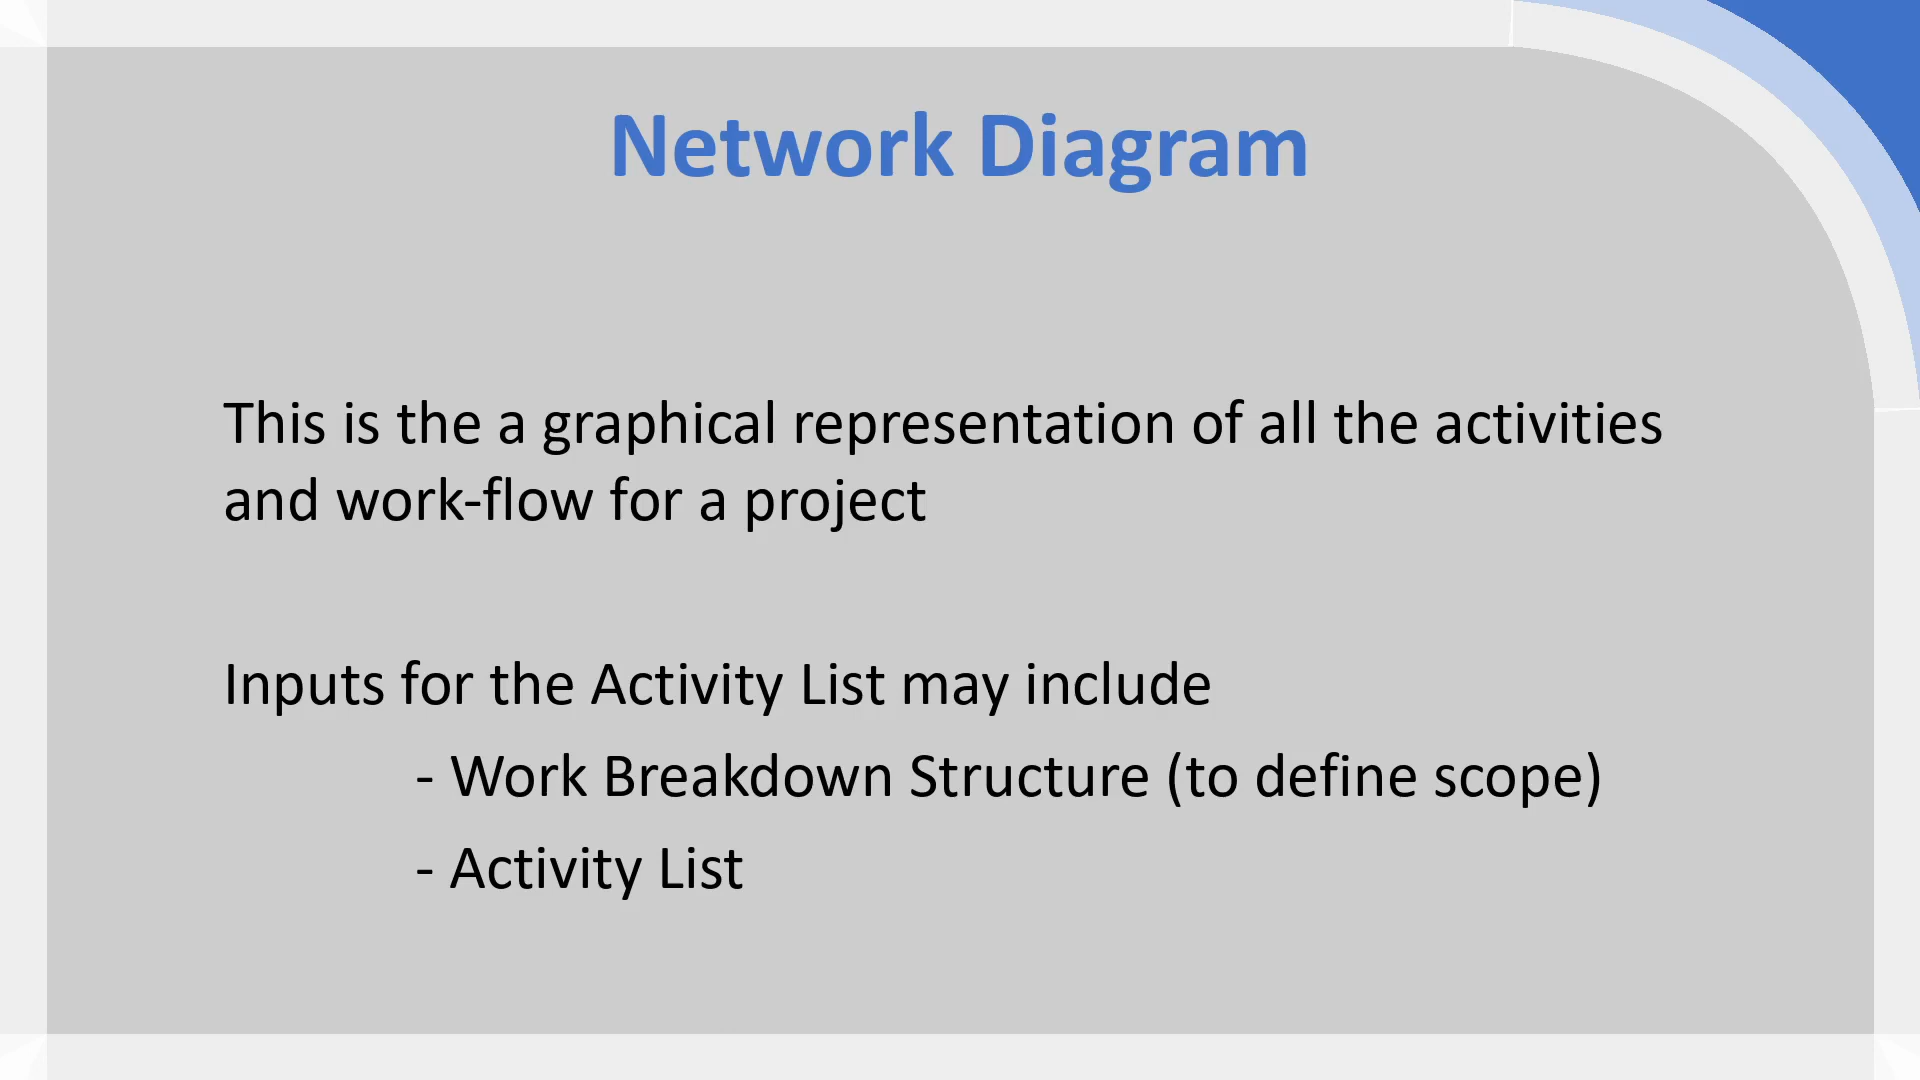 Network Diagram
This is the a graphical representation of all the activities
and work-flow for a project
Inputs for the Activity List may include
- Work Breakdown Structure (to define scope)
- Activity List